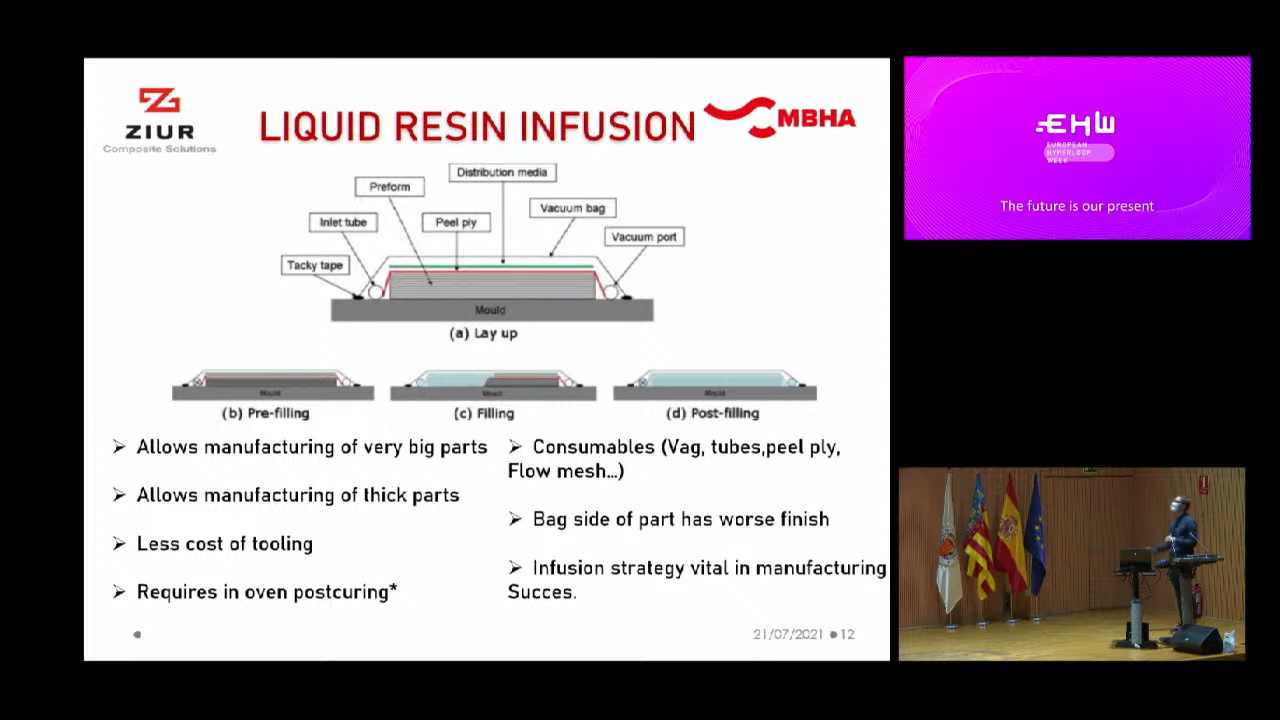 ZIUR
Composite Solutions
LIQUID RESIN INFUSION
MBHA
Distribution media
Preform
Vacuum bag
Inlet tube
Peel ply
Vacuum port
Tacky tape
Mould
(a) Lay up
Mould
Mould
Mould
(b) Pre-filling
(c) Filling
(d) Post-filling
➢ Allows manufacturing of very big parts
➢ Allows manufacturing of thick parts
➢ Less cost of tooling
➢ Requires in oven postcuring*
➢ Consumables (Vag, tubes,peel ply,
Flow mesh...)
➢ Bag side of part has worse finish
➢ Infusion strategy vital in manufacturing
Succes.
21/07/2021 ● 12
EHW
EUROPEAN
HYPERLOOP
WEEK
The future is our present